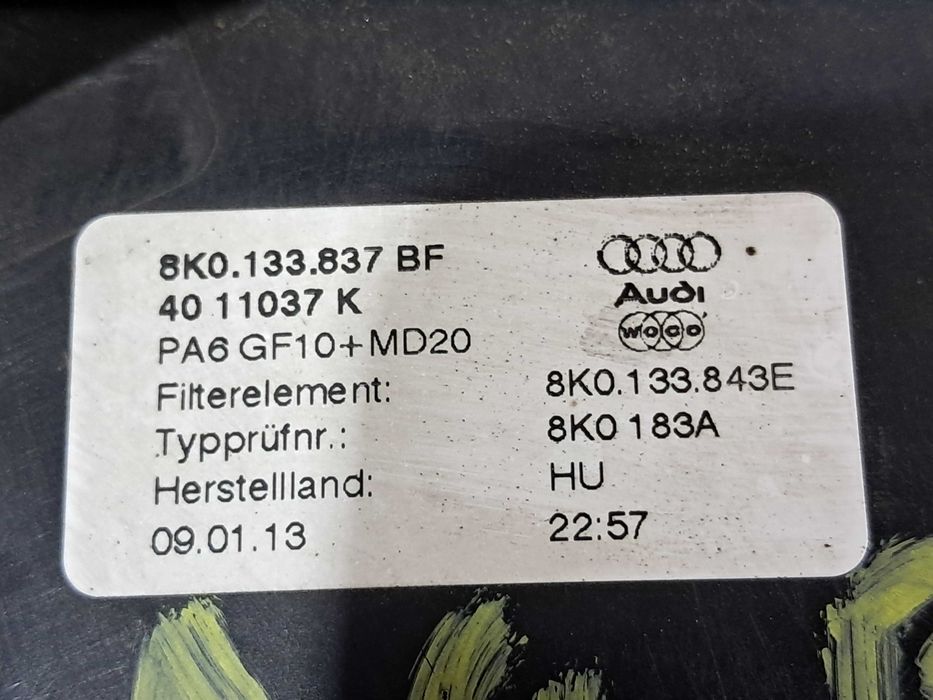 8K0.133.837 BF
40 11037 K
PA6 GF10+MD20
Filterelement:
Typprüfnr.:
Herstellland:
09.01.13
Audi
WOCO
8K0.133.843E
8K0 183A
HU
22:57